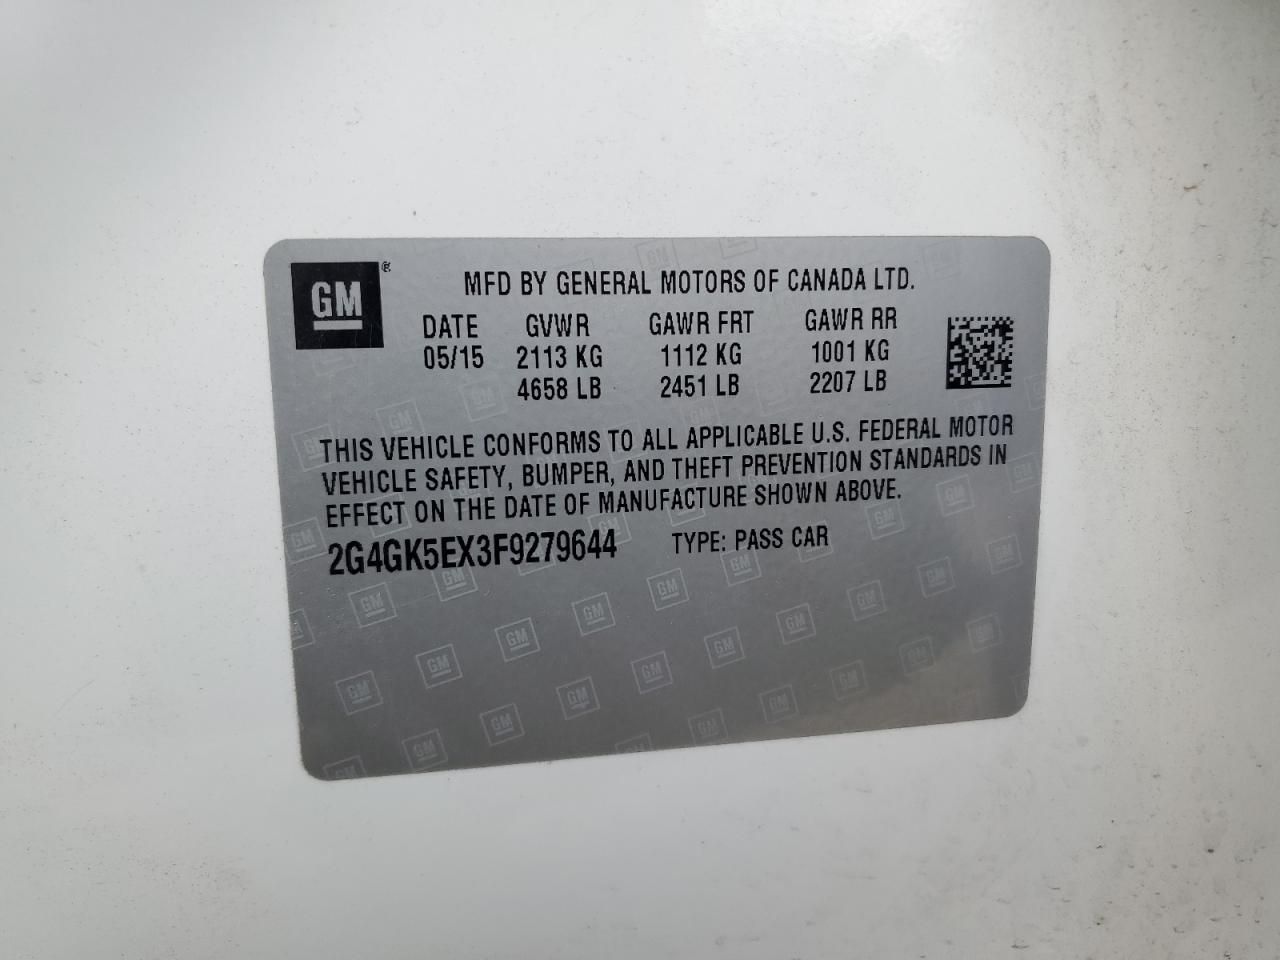 GM®
MFD BY GENERAL MOTORS OF CANADA LTD.
DATE GVWR GAWR FRT GAWR RR
05/15 2113 KG 1112 KG 1001 KG
4658 LB 2451 LB 2207 LB
THIS VEHICLE CONFORMS TO ALL APPLICABLE U.S. FEDERAL MOTOR
VEHICLE SAFETY, BUMPER, AND THEFT PREVENTION STANDARDS IN
EFFECT ON THE DATE OF MANUFACTURE SHOWN ABOVE.
2G4GK5EX3F9279644 TYPE: PASS CAR